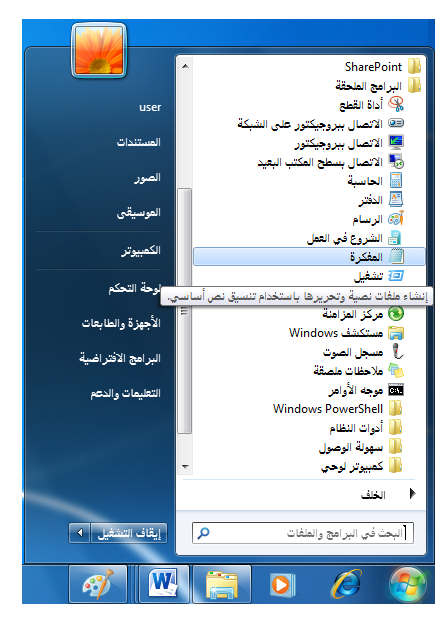 SharePoint
البرامج الملحقة
أداة القطع
الاتصال ببروجيكتور على الشبكة
الاتصال ببروجيكتور
الاتصال بسطح المكتب البعيد
الحاسبة
الدفتر
الرسام
الشروع في العمل
المفكرة
تشغيل
إنشاء ملفات نصية وتحريرها باستخدام تنسيق نص أساسي.
مركز المزامنة
مستكشف Windows
مسجل الصوت
ملاحظات ملصقة
موجه الأوامر
Windows PowerShell
أدوات النظام
سهولة الوصول
كمبيوتر لوحي
الخلف
البحث في البرامج والملفات
user
المستندات
الصور
الموسيقى
الكمبيوتر
لوحة التحكم
الأجهزة والطابعات
البرامج الافتراضية
التعليمات والدعم
إيقاف التشغيل